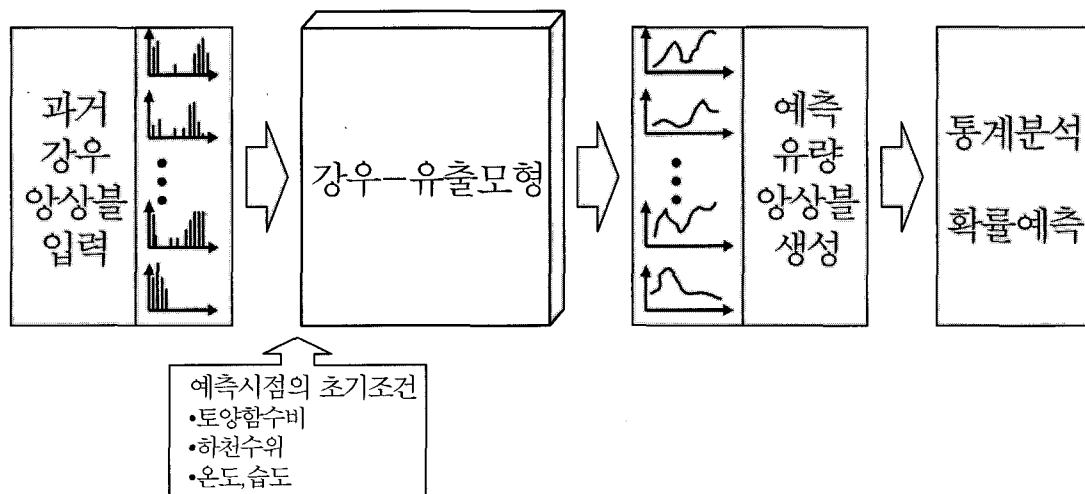 과거
강우
앙상블
입력
강우-유출모형
예측
유량
앙상블
생성
통계분석
확률예측
예측시점의 초기조건
•토양함수비
•하천수위
•온도,습도